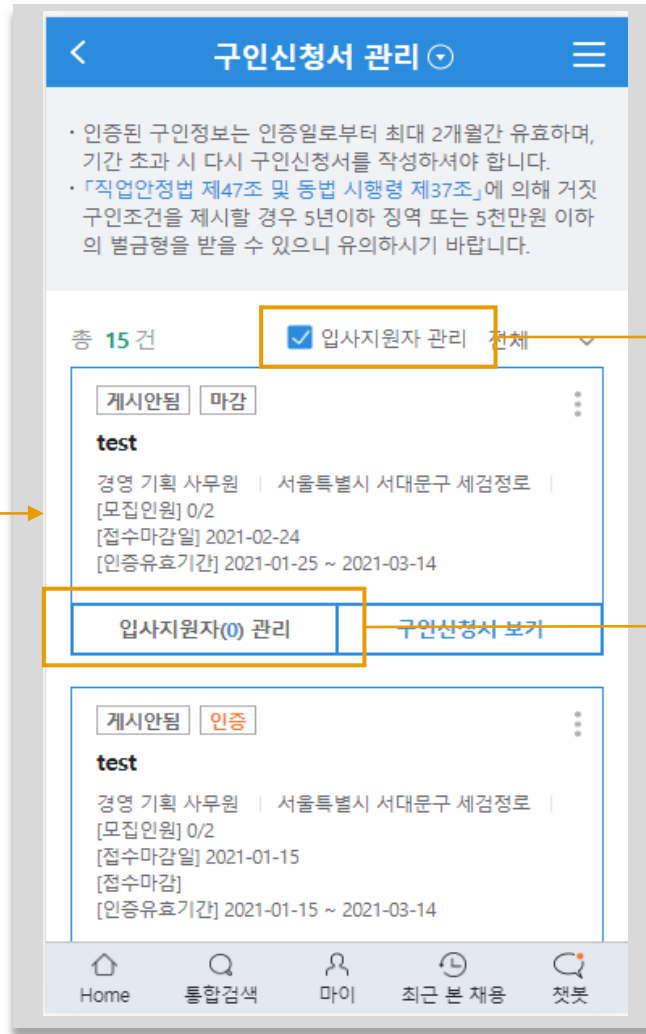 구인신청서 관리
· 인증된 구인정보는 인증일로부터 최대 2개월간 유효하며,
기간 초과 시 다시 구인신청서를 작성하셔야 합니다.
· 「직업안정법 제47조 및 동법 시행령 제37조」에 의해 거짓
구인조건을 제시할 경우 5년이하 징역 또는 5천만원 이하
의 벌금형을 받을 수 있으니 유의하시기 바랍니다.
총 15 건 입사지원자 관리 전체
게시안됨 마감
test
경영 기획 사무원 | 서울특별시 서대문구 세검정로 |
[모집인원] 0/2
[접수마감일] 2021-02-24
[인증유효기간] 2021-01-25 ~ 2021-03-14
입사지원자(0) 관리 구인신청서 보기
게시안됨 인증
test
경영 기획 사무원 | 서울특별시 서대문구 세검정로 |
[모집인원] 0/2
[접수마감일] 2021-01-15
[접수마감]
[인증유효기간] 2021-01-15 ~ 2021-03-14
Home 통합검색 마이 최근 본 채용 챗봇